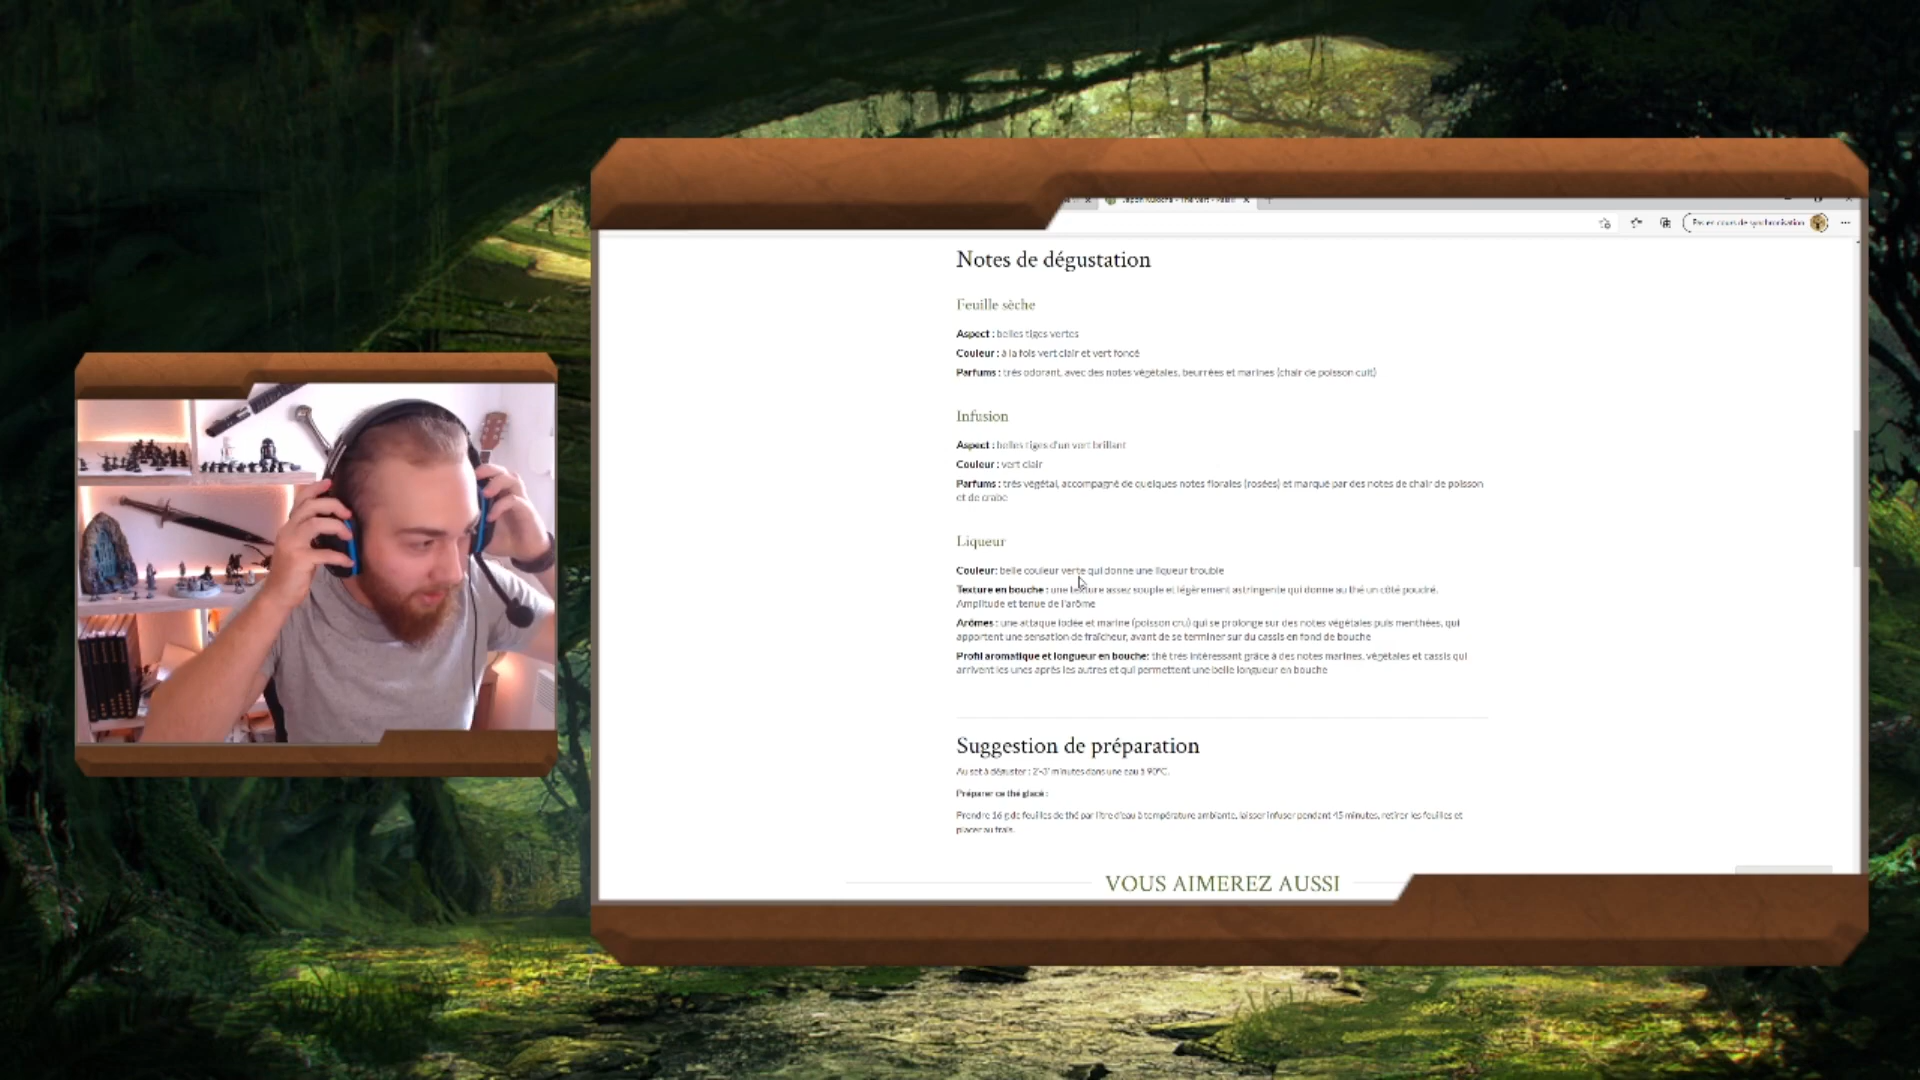 Pas en cours de synchronisation
Notes de dégustation
Feuille sèche
Aspect : belles tiges vertes
Couleur : à la fois vert clair et vert foncé
Parfums : très odorant, avec des notes végétales, beurrées et marines (chair de poisson cuit)
Infusion
Aspect : belles tiges d'un vert brillant
Couleur : vert clair
Parfums : très végétal, accompagné de quelques notes florales (rosées) et marqué par des notes de chair de poisson
et de crabe
Liqueur
Couleur: belle couleur verte qui donne une liqueur trouble
Texture en bouche : une texture assez souple et légèrement astringente qui donne au thé un côté poudré.
Amplitude et tenue de l'arôme
Arômes : une attaque iodée et marine (poisson cru) qui se prolonge sur des notes végétales puis menthées, qui
apportent une sensation de fraîcheur, avant de se terminer sur du cassis en fond de bouche
Profil aromatique et longueur en bouche: thé très intéressant grâce à des notes marines, végétales et cassis qui
arrivent les unes après les autres et qui permettent une belle longueur en bouche
Suggestion de préparation
Au set à déguster : 2'-3' minutes dans une eau à 90°C.
Préparer ce thé glacé :
Prendre 16 g de feuilles de thé par litre d'eau à température ambiante, laisser infuser pendant 45 minutes, retirer les feuilles et
placer au frais.
VOUS AIMEREZ AUSSI